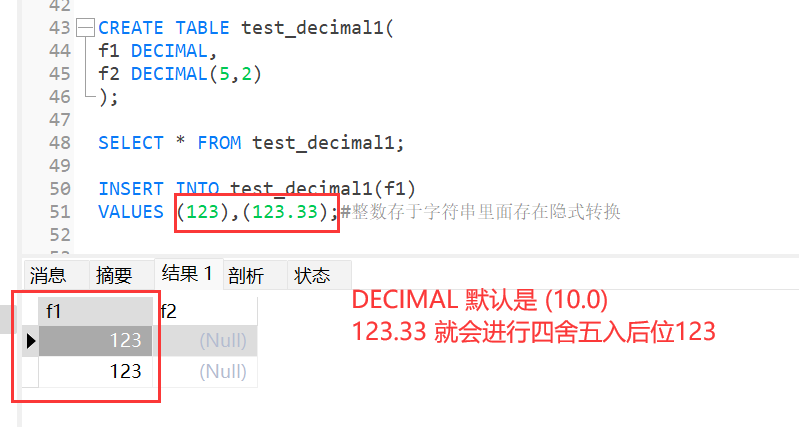 42
43 CREATE TABLE test_decimal1(
44 f1 DECIMAL,
45 f2 DECIMAL(5,2)
46 );
47
48 SELECT * FROM test_decimal1;
49
50 INSERT INTO test_decimal1(f1)
51 VALUES (123),(123.33);#整数存于字符串里面存在隐式转换
52
消息 摘要 结果 1 剖析 状态
f1 f2
123 (Null)
123 (Null)
DECIMAL 默认是 (10.0)
123.33 就会进行四舍五入后位123